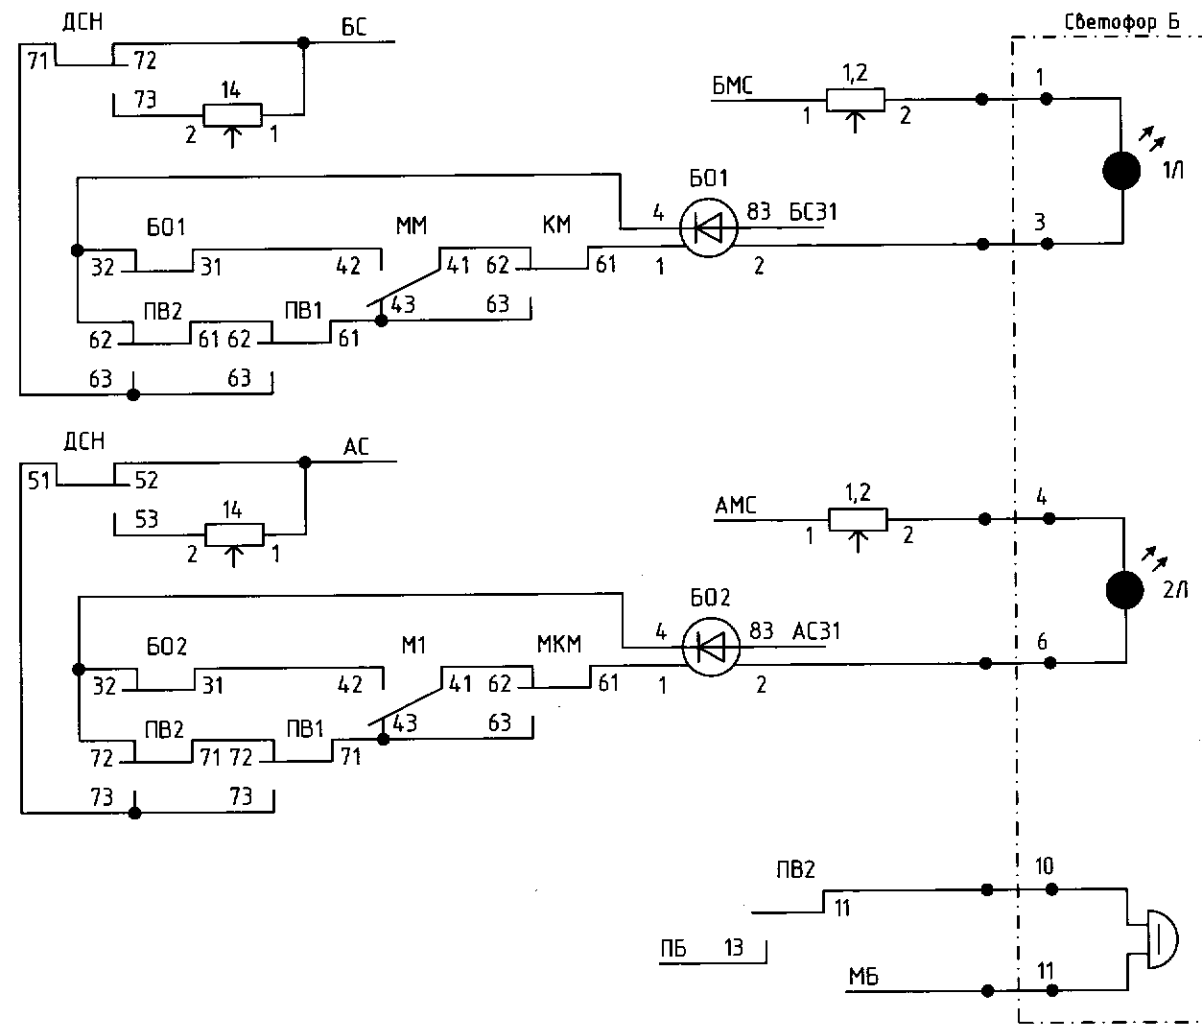 Светофор Б
ДСН
БС
71
72
73
14
2
1
БМС
1,2
1
2
1
1Л
БО1
4
83
БСЗ1
3
БО1
ММ
КМ
32
31
42
41
62
61
1
2
ПВ2
ПВ1
43
63
62
61
62
61
63
63
ДСН
АС
51
52
53
14
2
1
АМС
1,2
1
2
4
2Л
БО2
4
83
АСЗ1
6
БО2
М1
МКМ
32
31
42
41
62
61
1
2
ПВ2
ПВ1
43
63
72
71
72
71
73
73
ПВ2
10
11
ПБ
13
МБ
11